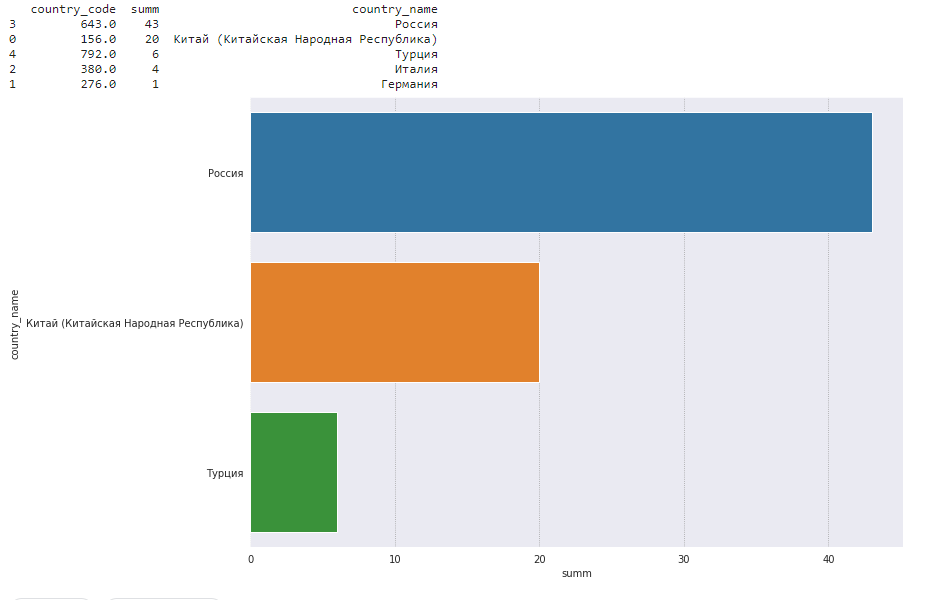 country_code summ country_name
3 643.0 43 Россия
0 156.0 20 Китай (Китайская Народная Республика)
4 792.0 6 Турция
2 380.0 4 Италия
1 276.0 1 Германия
Россия
country_name
Китай (Китайская Народная Республика)
Турция
0 10 20 30 40
summ